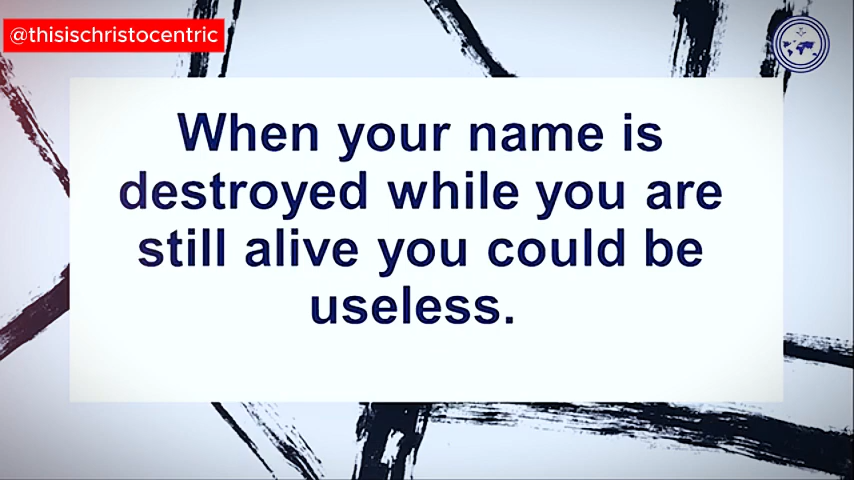 @thisischristocentric
When your name is
destroyed while you are
still alive you could be
useless.